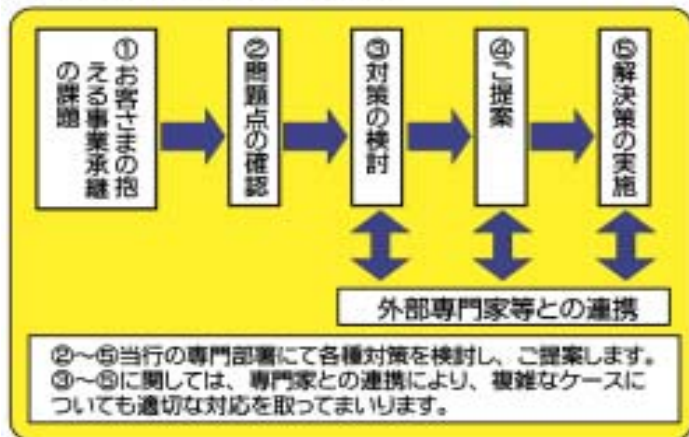 ①お客さまの抱
える事業承継
の課題
②問題点の確認
③対策の検討
④ご提案
⑤解決策の実施
外部専門家等との連携
②～⑤当行の専門部署にて各種対策を検討し、ご提案します。
③～⑤に関しては、専門家との連携により、複雑なケースに
ついても適切な対応を取ってまいります。